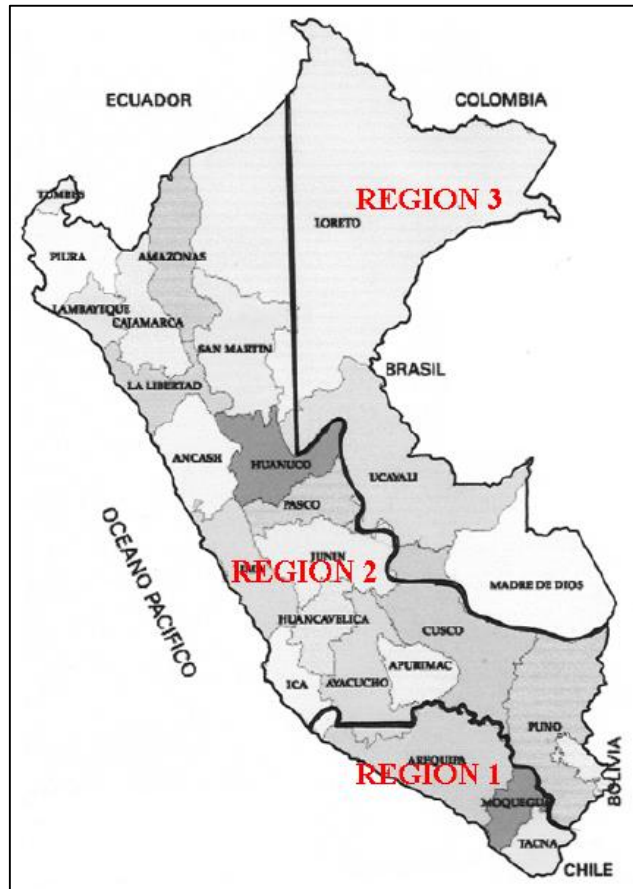 ECUADOR
COLOMBIA
TUMBES
REGION 3
LORETO
PIURA
AMAZONAS
LAMBAYEQUE
CAJAMARCA
SAN MARTIN
BRASIL
LA LIBERTAD
ANCASH
HUANUCO
UCAYALI
PASCO
OCEANO PACIFICO
JUNIN
REGION 2
MADRE DE DIOS
HUANCAVELICA
CUSCO
APURIMAC
ICA
AYACUCHO
PUNO
AREQUIPA
REGION 1
BOLIVIA
MOQUEGUA
TACNA
CHILE